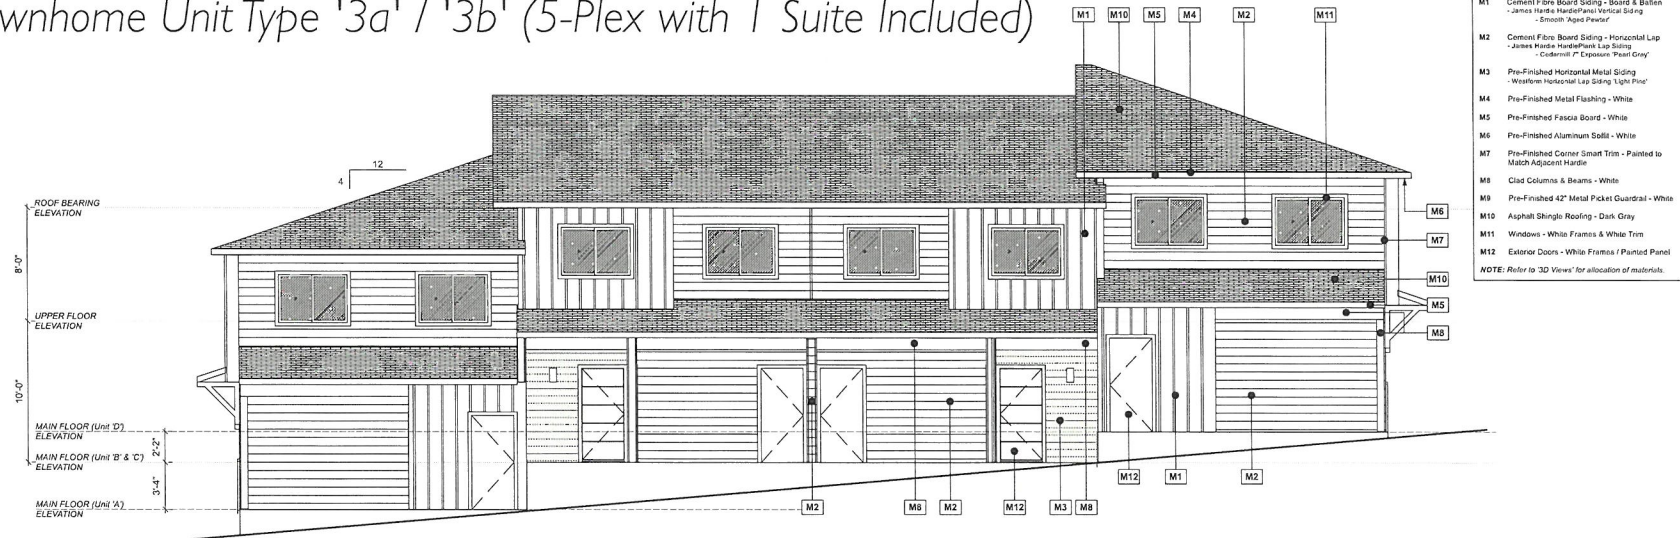 wnhome Unit Type '3a' / '3b' (5-Plex with 1 Suite Included)
M1 M10 M5 M4 M2 M11
M1 Cement Fibre Board Siding - Board & Batten
- James Hardie HardiePanel Vertical Siding
- Smooth 'Aged Pewter'
M2 Cement Fibre Board Siding - Horizontal Lap
- James Hardie HardiePlank Lap Siding
- Cedarmill 7" Exposure 'Pearl Gray'
M3 Pre-Finished Horizontal Metal Siding
- Westform Horizontal Lap Siding 'Light Pine'
M4 Pre-Finished Metal Flashing - White
M5 Pre-Finished Fascia Board - White
M6 Pre-Finished Aluminum Soffit - White
M7 Pre-Finished Corner Smart Trim - Painted to
Match Adjacent Hardie
M8 Clad Columns & Beams - White
M9 Pre-Finished 42" Metal Picket Guardrail - White
M10 Asphalt Shingle Roofing - Dark Gray
M11 Windows - White Frames & White Trim
M12 Exterior Doors - White Frames / Painted Panel
NOTE: Refer to '3D Views' for allocation of materials.
12
4
ROOF BEARING
ELEVATION
8'-0"
UPPER FLOOR
ELEVATION
10'-0"
MAIN FLOOR (Unit 'D')
ELEVATION
2'-2"
MAIN FLOOR (Unit 'B' & 'C')
ELEVATION
3'-4"
MAIN FLOOR (Unit 'A')
ELEVATION
M6
M7
M10
M5
M8
M12 M1 M2
M2 M8 M2 M12 M3 M8